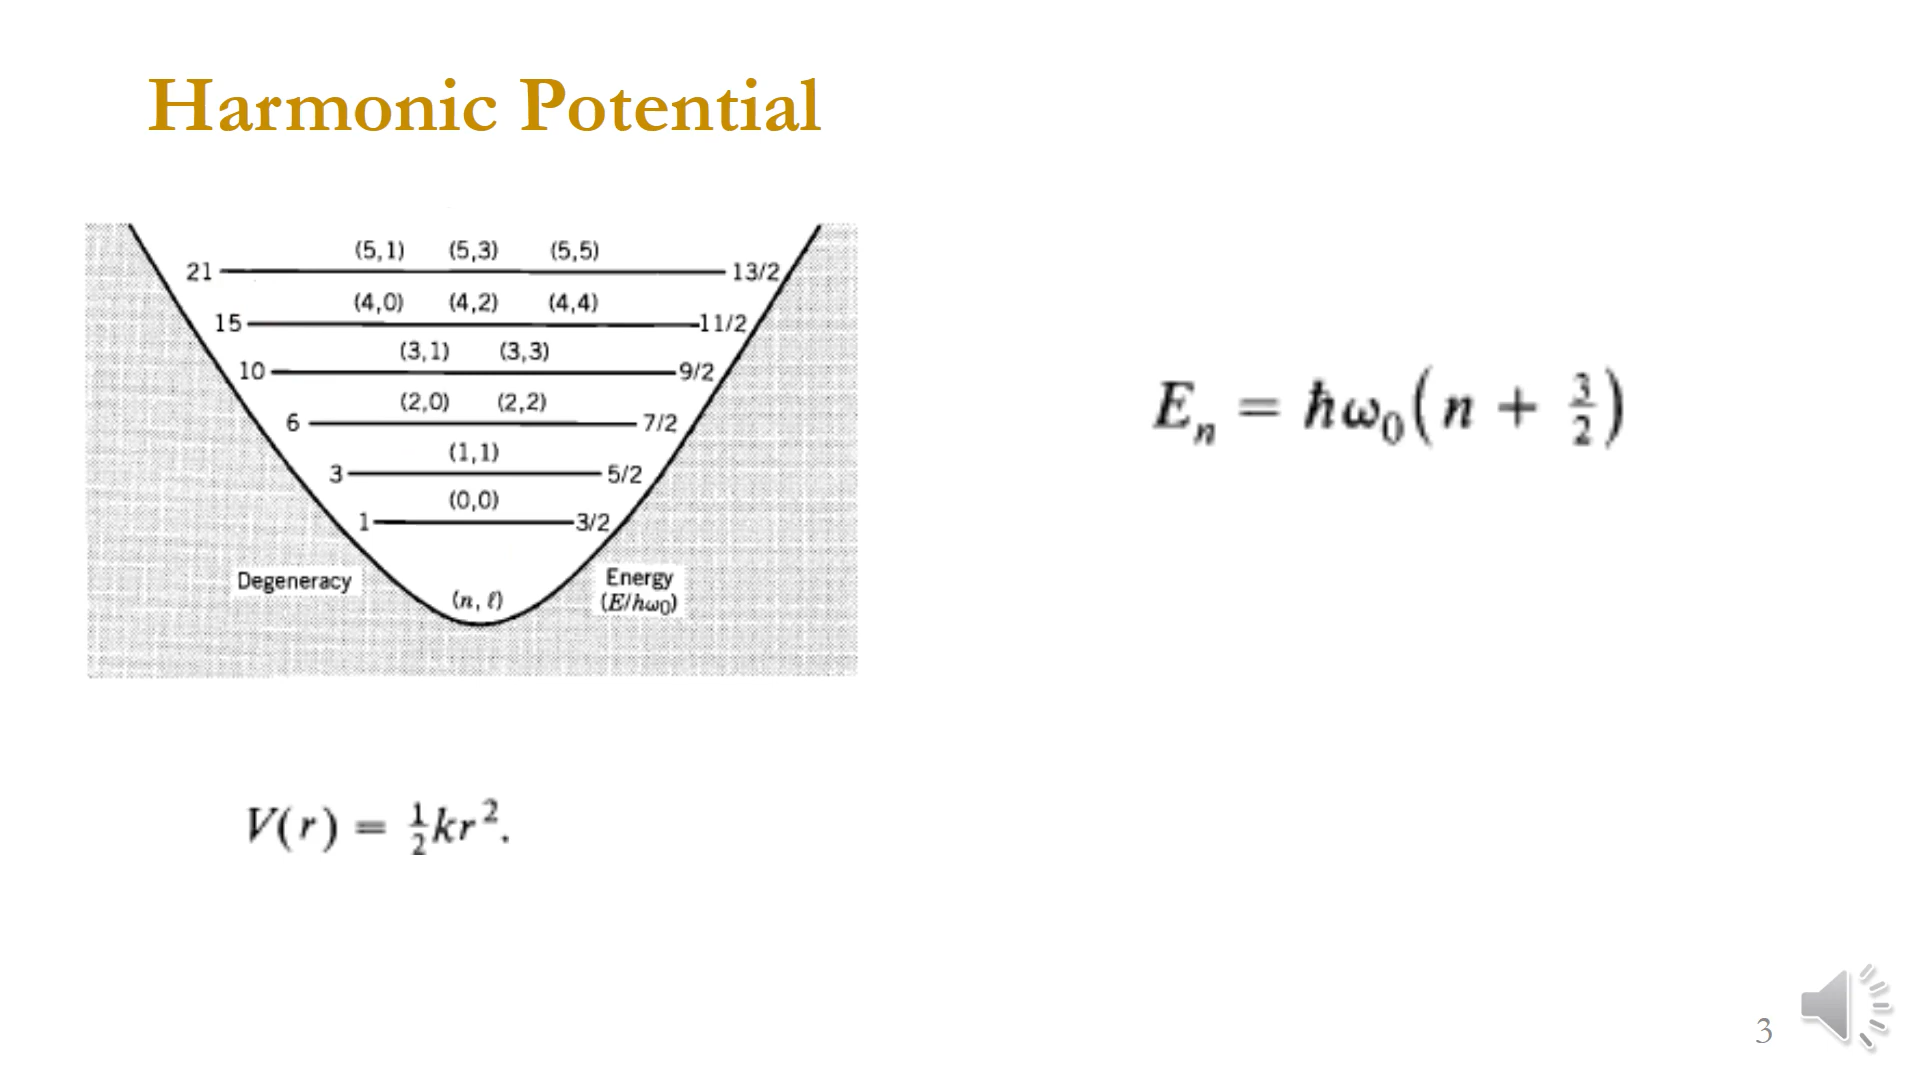 Harmonic Potential
(5,1) (5,3) (5,5)
21 13/2
(4,0) (4,2) (4,4)
15 11/2
(3,1) (3,3)
10 9/2
(2,0) (2,2)
6 7/2
(1,1)
3 5/2
(0,0)
1 3/2
Degeneracy
(n, ℓ)
Energy
(E/ħω₀)
Eₙ = ħω₀(n + 3/2)
V(r) = ½kr².
3